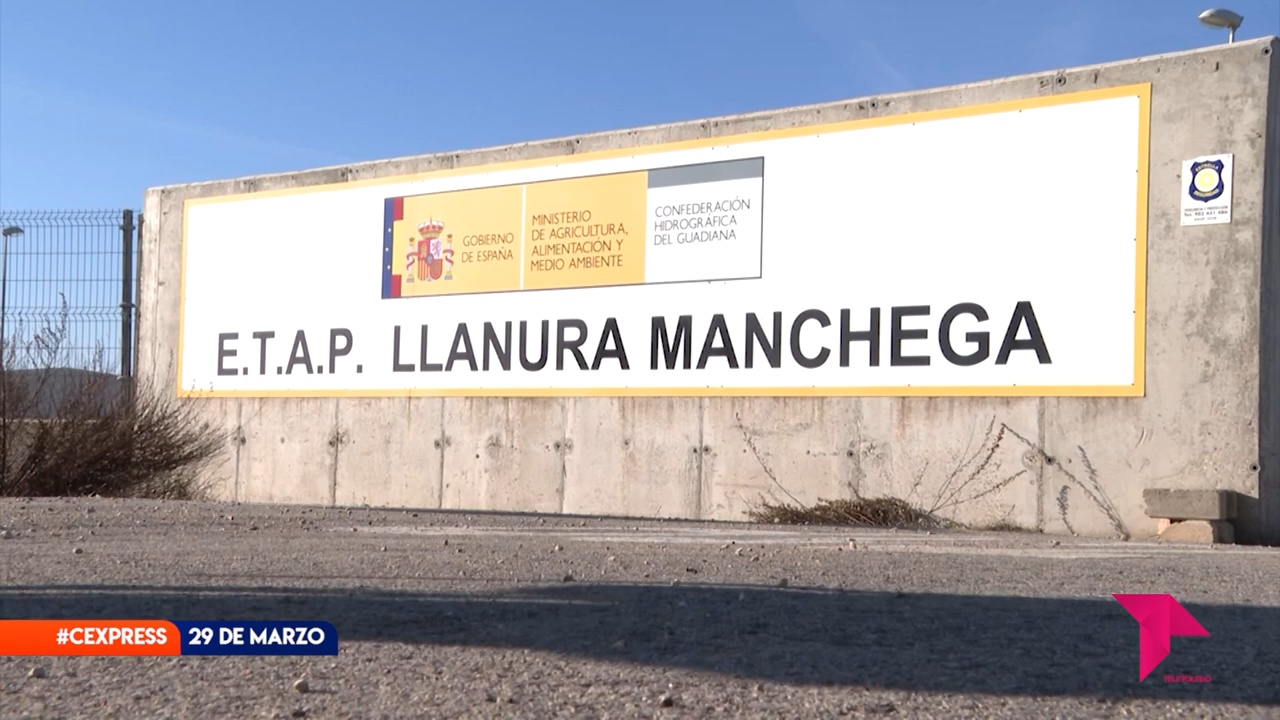 GOBIERNO
DE ESPAÑA
MINISTERIO
DE AGRICULTURA,
ALIMENTACIÓN Y
MEDIO AMBIENTE
CONFEDERACIÓN
HIDROGRÁFICA
DEL GUADIANA
E.T.A.P. LLANURA MANCHEGA
#CEXPRESS
29 DE MARZO